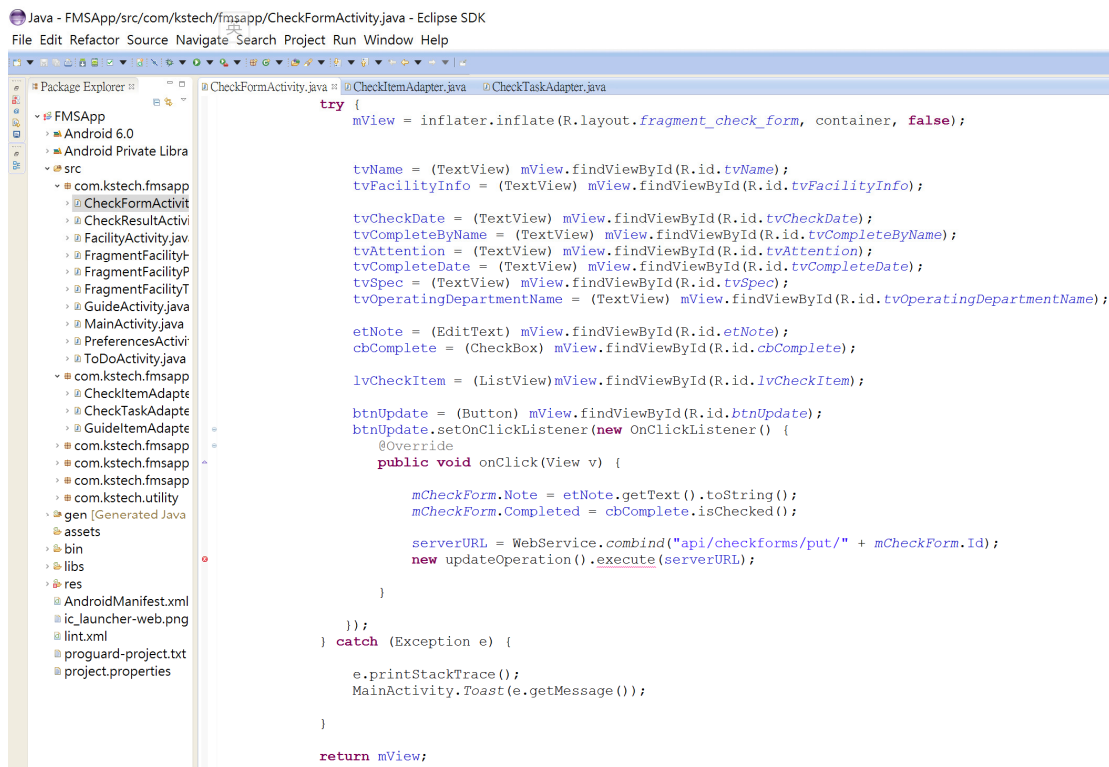 Java - FMSApp/src/com/kstech/fmsapp/CheckFormActivity.java - Eclipse SDK
英
File Edit Refactor Source Navigate Search Project Run Window Help
Package Explorer
CheckFormActivity.java
CheckItemAdapter.java
CheckTaskAdapter.java
FMSApp
Android 6.0
Android Private Libra
src
com.kstech.fmsapp
CheckFormActivit
CheckResultActivi
FacilityActivity.jav
FragmentFacilityH
FragmentFacilityP
FragmentFacilityT
GuideActivity.java
MainActivity.java
PreferencesActivit
ToDoActivity.java
com.kstech.fmsapp
CheckItemAdapte
CheckTaskAdapte
GuideItemAdapte
com.kstech.fmsapp
com.kstech.fmsapp
com.kstech.fmsapp
com.kstech.utility
gen [Generated Java
assets
bin
libs
res
AndroidManifest.xml
ic_launcher-web.png
lint.xml
proguard-project.txt
project.properties
try {
mView = inflater.inflate(R.layout.fragment_check_form, container, false);
tvName = (TextView) mView.findViewById(R.id.tvName);
tvFacilityInfo = (TextView) mView.findViewById(R.id.tvFacilityInfo);
tvCheckDate = (TextView) mView.findViewById(R.id.tvCheckDate);
tvCompleteByName = (TextView) mView.findViewById(R.id.tvCompleteByName);
tvAttention = (TextView) mView.findViewById(R.id.tvAttention);
tvCompleteDate = (TextView) mView.findViewById(R.id.tvCompleteDate);
tvSpec = (TextView) mView.findViewById(R.id.tvSpec);
tvOperatingDepartmentName = (TextView) mView.findViewById(R.id.tvOperatingDepartmentName);
etNote = (EditText) mView.findViewById(R.id.etNote);
cbComplete = (CheckBox) mView.findViewById(R.id.cbComplete);
lvCheckItem = (ListView)mView.findViewById(R.id.lvCheckItem);
btnUpdate = (Button) mView.findViewById(R.id.btnUpdate);
btnUpdate.setOnClickListener(new OnClickListener() {
@Override
public void onClick(View v) {
mCheckForm.Note = etNote.getText().toString();
mCheckForm.Completed = cbComplete.isChecked();
serverURL = WebService.combind("api/checkforms/put/" + mCheckForm.Id);
new updateOperation().execute(serverURL);
}
});
} catch (Exception e) {
e.printStackTrace();
MainActivity.Toast(e.getMessage());
}
return mView;